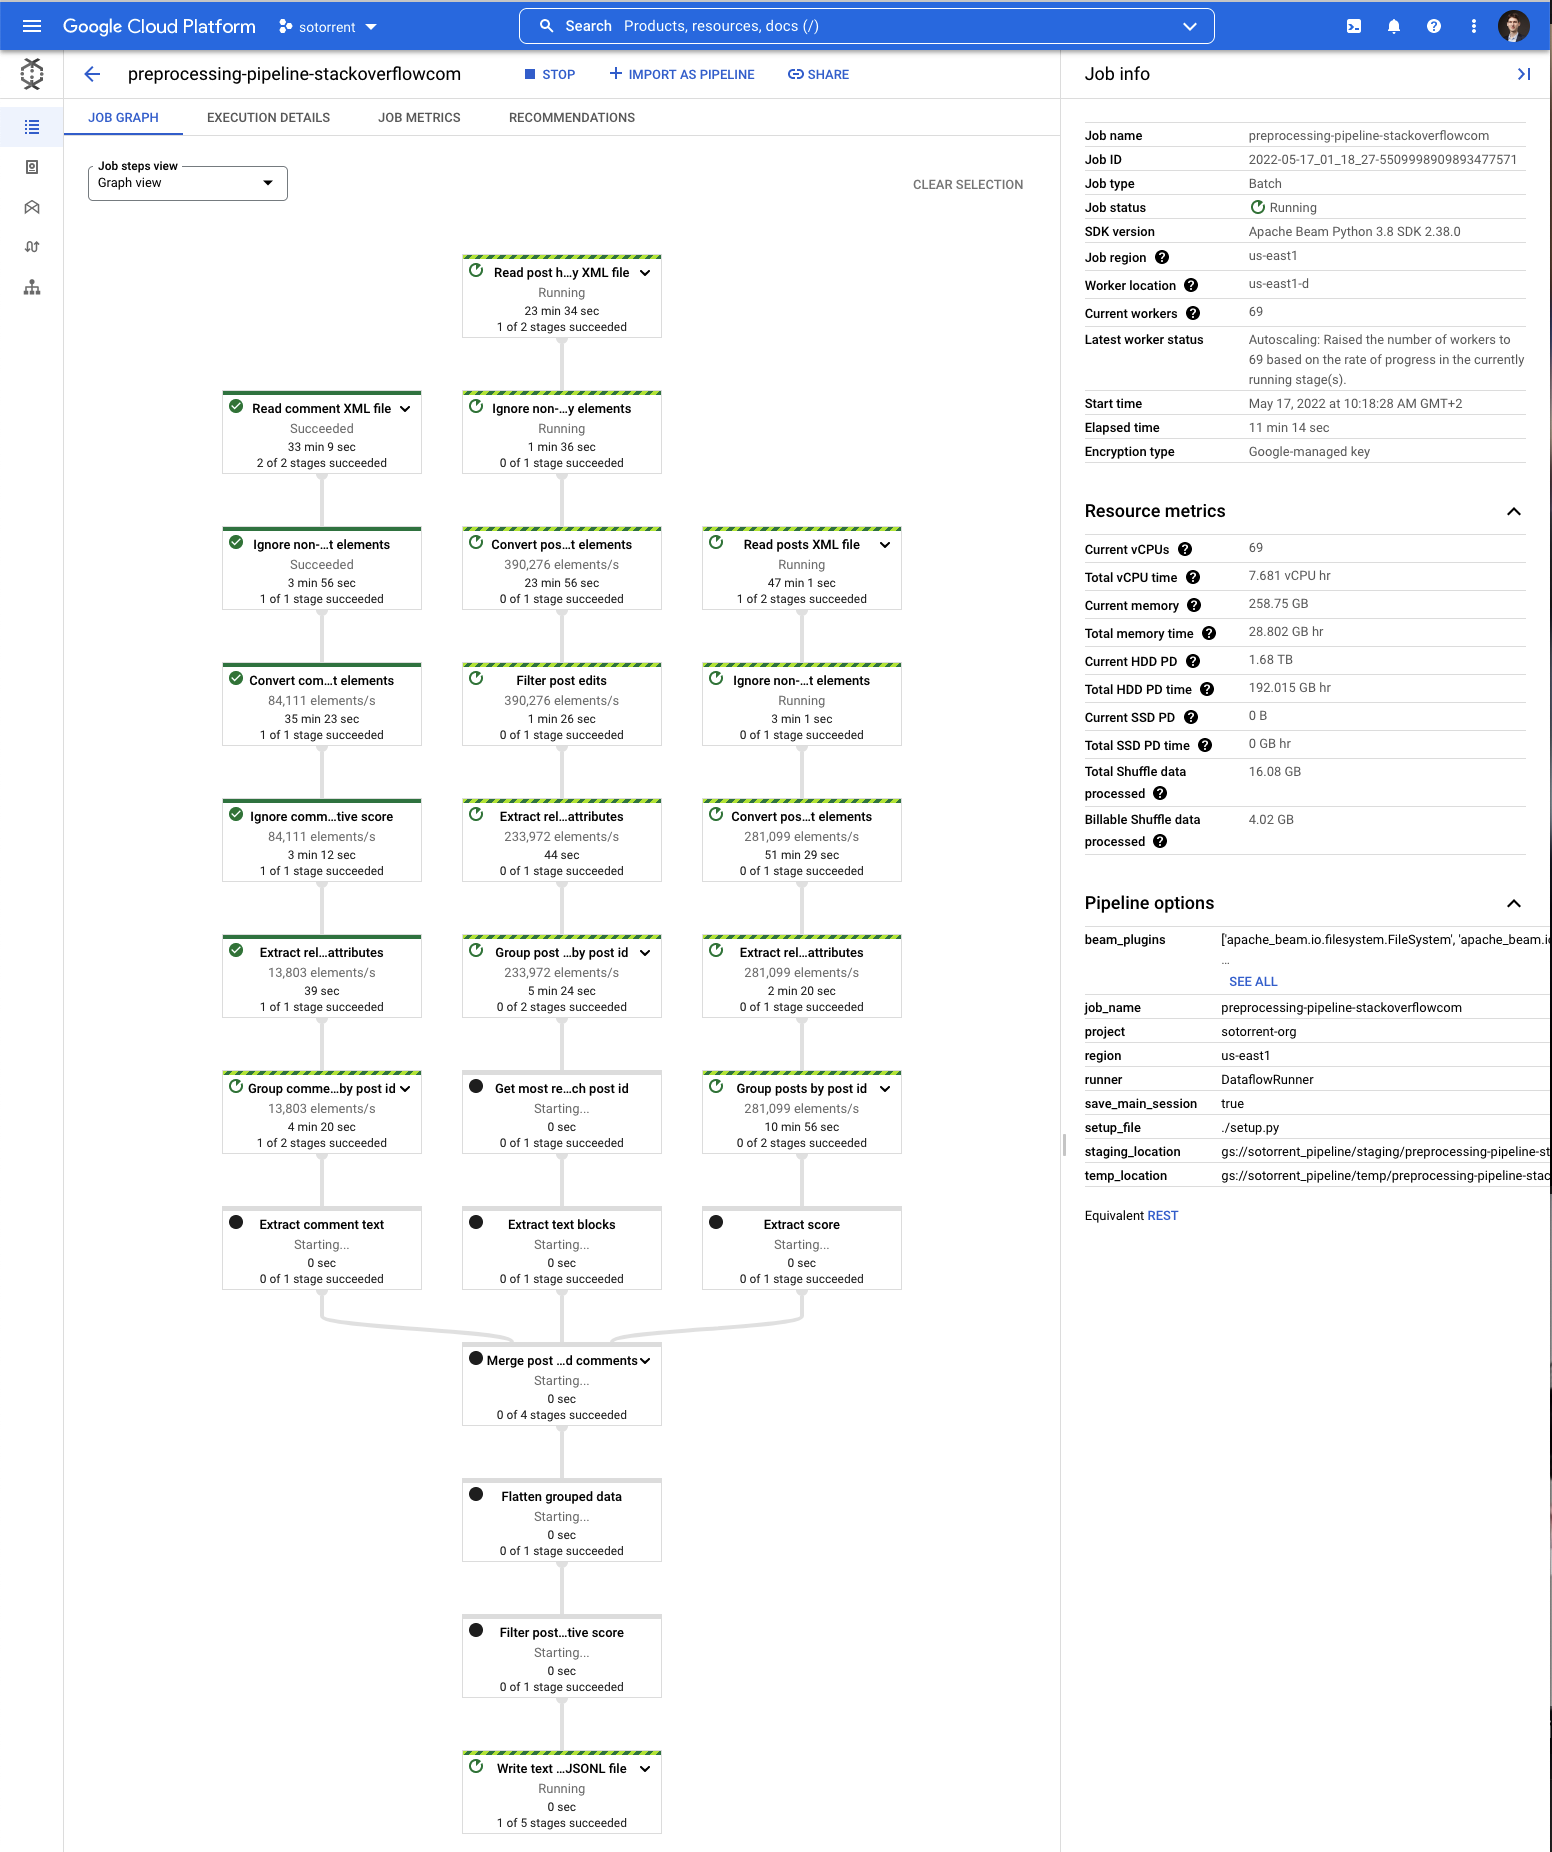 Google Cloud Platform
sotorrent
Search Products, resources, docs (/)
preprocessing-pipeline-stackoverflowcom
STOP
IMPORT AS PIPELINE
SHARE
JOB GRAPH
EXECUTION DETAILS
JOB METRICS
RECOMMENDATIONS
Job steps view
Graph view
CLEAR SELECTION
Read post h...y XML file
Running
23 min 34 sec
1 of 2 stages succeeded
Read comment XML file
Succeeded
33 min 9 sec
2 of 2 stages succeeded
Ignore non-...y elements
Running
1 min 36 sec
0 of 1 stage succeeded
Ignore non-...t elements
Succeeded
3 min 56 sec
1 of 1 stage succeeded
Convert pos...t elements
390,276 elements/s
23 min 56 sec
0 of 1 stage succeeded
Read posts XML file
Running
47 min 1 sec
1 of 2 stages succeeded
Convert com...t elements
84,111 elements/s
35 min 23 sec
1 of 1 stage succeeded
Filter post edits
390,276 elements/s
1 min 26 sec
0 of 1 stage succeeded
Ignore non-...t elements
Running
3 min 1 sec
0 of 1 stage succeeded
Ignore comm...tive score
84,111 elements/s
3 min 12 sec
1 of 1 stage succeeded
Extract rel...attributes
233,972 elements/s
44 sec
0 of 1 stage succeeded
Convert pos...t elements
281,099 elements/s
51 min 29 sec
0 of 1 stage succeeded
Extract rel...attributes
13,803 elements/s
39 sec
1 of 1 stage succeeded
Group post ...by post id
233,972 elements/s
5 min 24 sec
0 of 2 stages succeeded
Extract rel...attributes
281,099 elements/s
2 min 20 sec
0 of 1 stage succeeded
Group comme...by post id
13,803 elements/s
4 min 20 sec
1 of 2 stages succeeded
Get most re...ch post id
Starting...
0 sec
0 of 1 stage succeeded
Group posts by post id
281,099 elements/s
10 min 56 sec
0 of 2 stages succeeded
Extract comment text
Starting...
0 sec
0 of 1 stage succeeded
Extract text blocks
Starting...
0 sec
0 of 1 stage succeeded
Extract score
Starting...
0 sec
0 of 1 stage succeeded
Merge post ...d comments
Starting...
0 sec
0 of 4 stages succeeded
Flatten grouped data
Starting...
0 sec
0 of 1 stage succeeded
Filter post...tive score
Starting...
0 sec
0 of 1 stage succeeded
Write text ...JSONL file
Running
0 sec
1 of 5 stages succeeded
Job info
Job name preprocessing-pipeline-stackoverflowcom
Job ID 2022-05-17_01_18_27-5509998909893477571
Job type Batch
Job status Running
SDK version Apache Beam Python 3.8 SDK 2.38.0
Job region us-east1
Worker location us-east1-d
Current workers 69
Latest worker status Autoscaling: Raised the number of workers to
69 based on the rate of progress in the currently
running stage(s).
Start time May 17, 2022 at 10:18:28 AM GMT+2
Elapsed time 11 min 14 sec
Encryption type Google-managed key
Resource metrics
Current vCPUs 69
Total vCPU time 7.681 vCPU hr
Current memory 258.75 GB
Total memory time 28.802 GB hr
Current HDD PD 1.68 TB
Total HDD PD time 192.015 GB hr
Current SSD PD 0 B
Total SSD PD time 0 GB hr
Total Shuffle data 16.08 GB
processed
Billable Shuffle data 4.02 GB
processed
Pipeline options
beam_plugins ['apache_beam.io.filesystem.FileSystem', 'apache_beam.io
...
SEE ALL
job_name preprocessing-pipeline-stackoverflowcom
project sotorrent-org
region us-east1
runner DataflowRunner
save_main_session true
setup_file ./setup.py
staging_location gs://sotorrent_pipeline/staging/preprocessing-pipeline-st
temp_location gs://sotorrent_pipeline/temp/preprocessing-pipeline-stac
Equivalent REST